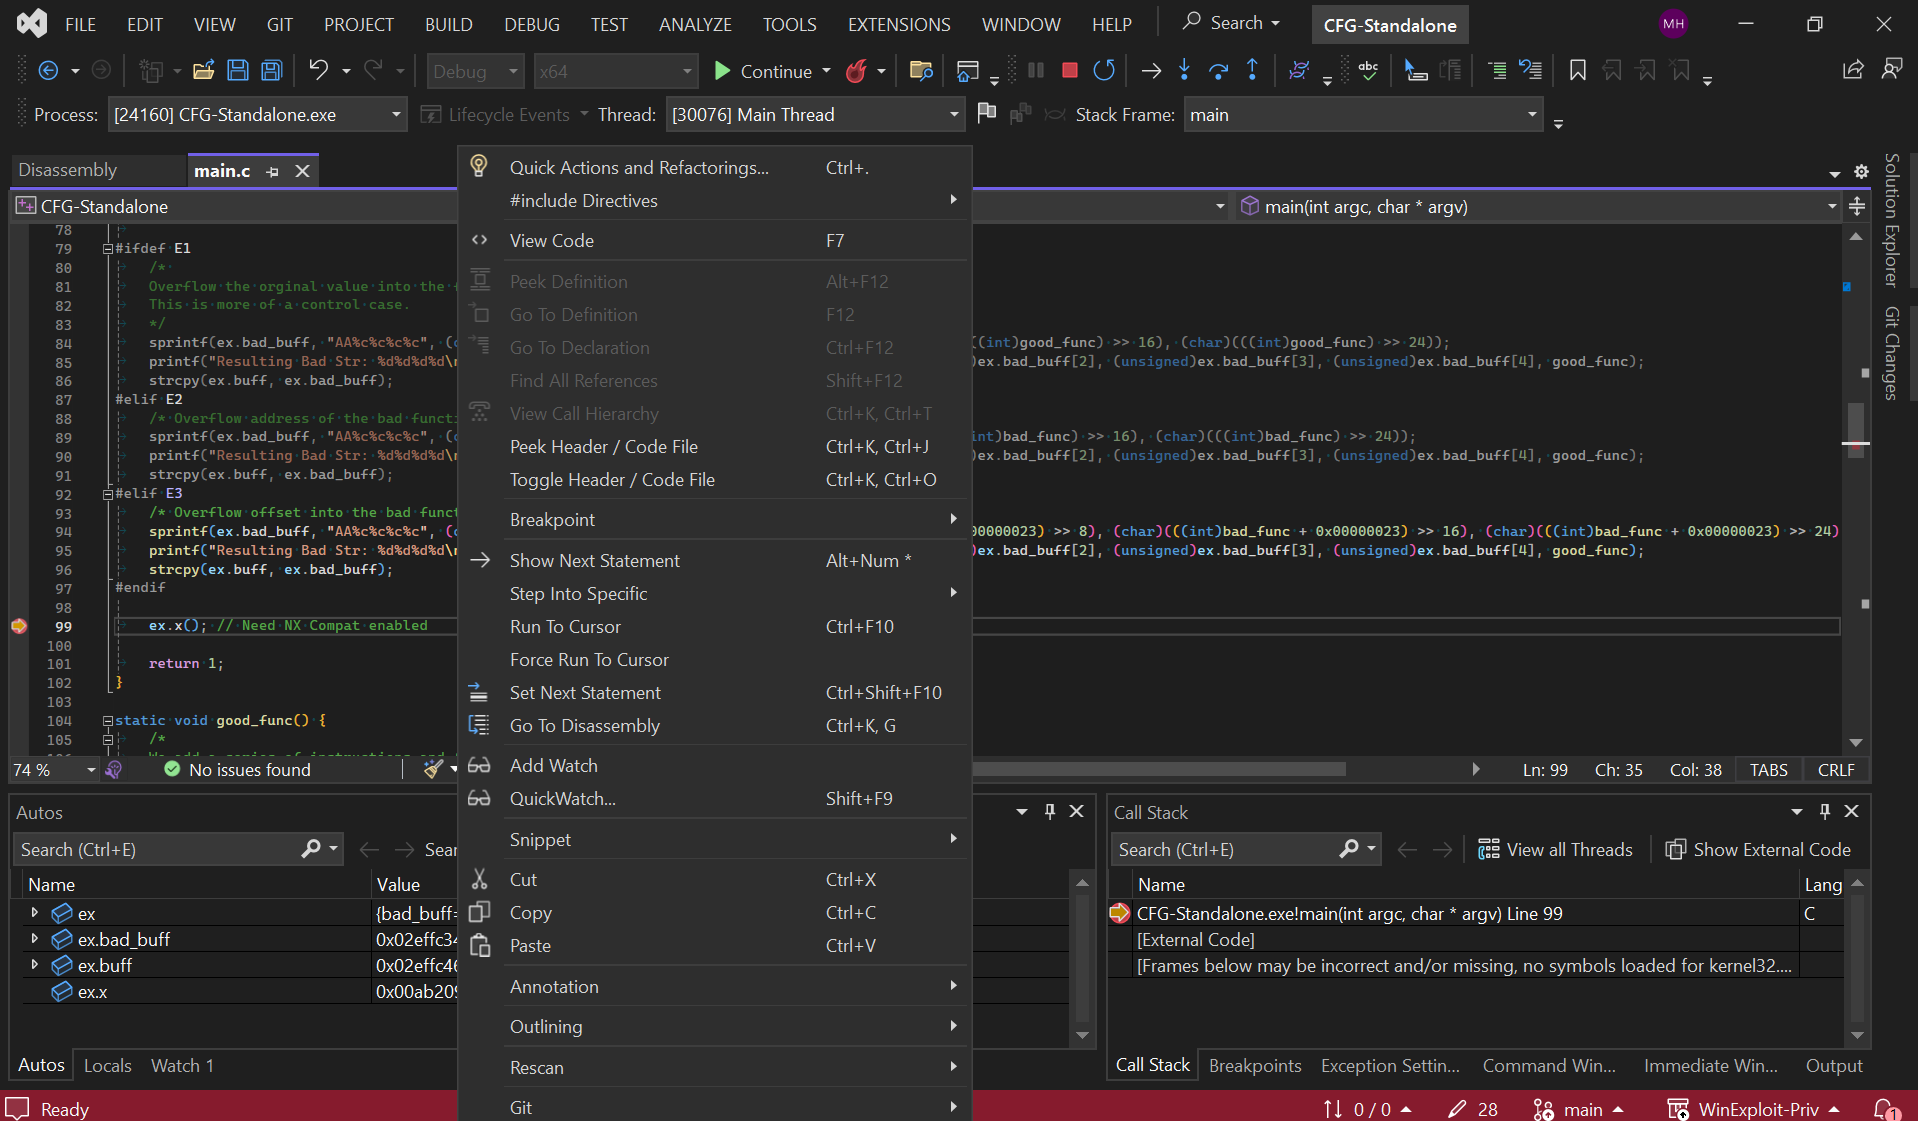 FILE EDIT VIEW GIT PROJECT BUILD DEBUG TEST ANALYZE TOOLS EXTENSIONS WINDOW HELP Search CFG-Standalone MH
Debug x64 Continue abc
Process: [24160] CFG-Standalone.exe Lifecycle Events Thread: [30076] Main Thread Stack Frame: main
Disassembly main.c
CFG-Standalone main(int argc, char * argv)
78
79 #ifdef E1
80 /*
81 Overflow the orginal value into the
82 This is more of a control case.
83 */
84 sprintf(ex.bad_buff, "AA%c%c%c%c", ((int)good_func) >> 16), (char)(((int)good_func) >> 24));
85 printf("Resulting Bad Str: %d%d%d%d\ )ex.bad_buff[2], (unsigned)ex.bad_buff[3], (unsigned)ex.bad_buff[4], good_func);
86 strcpy(ex.buff, ex.bad_buff);
87 #elif E2
88 /* Overflow address of the bad functi
89 sprintf(ex.bad_buff, "AA%c%c%c%c", int)bad_func) >> 16), (char)(((int)bad_func) >> 24));
90 printf("Resulting Bad Str: %d%d%d%d\ )ex.bad_buff[2], (unsigned)ex.bad_buff[3], (unsigned)ex.bad_buff[4], good_func);
91 strcpy(ex.buff, ex.bad_buff);
92 #elif E3
93 /* Overflow offset into the bad funct
94 sprintf(ex.bad_buff, "AA%c%c%c%c", 00000023) >> 8), (char)(((int)bad_func + 0x00000023) >> 16), (char)(((int)bad_func + 0x00000023) >> 24)
95 printf("Resulting Bad Str: %d%d%d%d\ )ex.bad_buff[2], (unsigned)ex.bad_buff[3], (unsigned)ex.bad_buff[4], good_func);
96 strcpy(ex.buff, ex.bad_buff);
97 #endif
98
99 ex.x(); // Need NX Compat enabled
100
101 return 1;
102 }
103
104 static void good_func() {
105 /*
74 % No issues found Ln: 99 Ch: 35 Col: 38 TABS CRLF
Quick Actions and Refactorings... Ctrl+.
#include Directives
View Code F7
Peek Definition Alt+F12
Go To Definition F12
Go To Declaration Ctrl+F12
Find All References Shift+F12
View Call Hierarchy Ctrl+K, Ctrl+T
Peek Header / Code File Ctrl+K, Ctrl+J
Toggle Header / Code File Ctrl+K, Ctrl+O
Breakpoint
Show Next Statement Alt+Num *
Step Into Specific
Run To Cursor Ctrl+F10
Force Run To Cursor
Set Next Statement Ctrl+Shift+F10
Go To Disassembly Ctrl+K, G
Add Watch
QuickWatch... Shift+F9
Snippet
Cut Ctrl+X
Copy Ctrl+C
Paste Ctrl+V
Annotation
Outlining
Rescan
Git
Solution Explorer
Git Changes
Autos
Search (Ctrl+E) Sear
Name Value
ex {bad_buff=
ex.bad_buff 0x02effc34
ex.buff 0x02effc46
ex.x 0x00ab209
Autos Locals Watch 1
Call Stack
Search (Ctrl+E) View all Threads Show External Code
Name Lang
CFG-Standalone.exe!main(int argc, char * argv) Line 99 C
[External Code]
[Frames below may be incorrect and/or missing, no symbols loaded for kernel32....
Call Stack Breakpoints Exception Settin... Command Win... Immediate Win... Output
Ready 0 / 0 28 main WinExploit-Priv 1